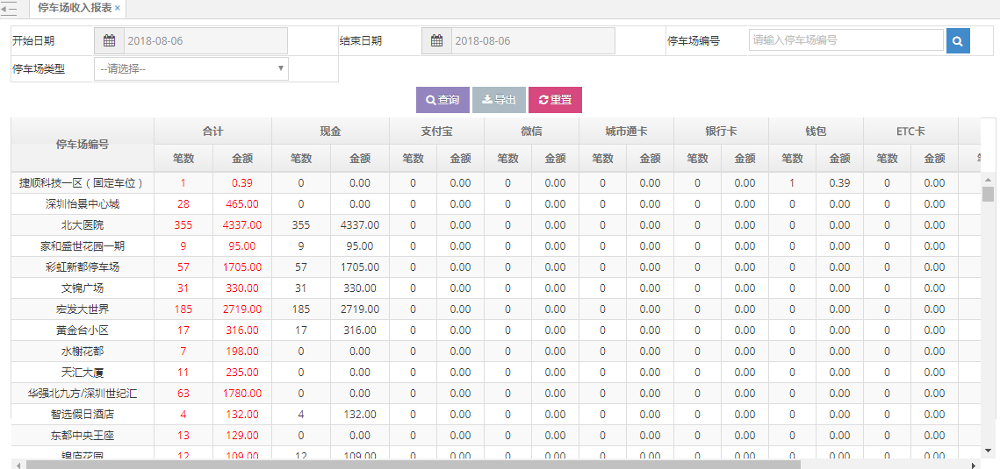 停车场收入报表 ×
开始日期 2018-08-06 结束日期 2018-08-06 停车场编号 请输入停车场编号
停车场类型 --请选择--
查询 导出 重置
停车场编号 合计 现金 支付宝 微信 城市通卡 银行卡 钱包 ETC卡
笔数 金额 笔数 金额 笔数 金额 笔数 金额 笔数 金额 笔数 金额 笔数 金额 笔数 金额
捷顺科技一区（固定车位） 1 0.39 0 0.00 0 0.00 0 0.00 0 0.00 0 0.00 1 0.39 0 0.00
深圳怡景中心城 28 465.00 0 0.00 0 0.00 0 0.00 0 0.00 0 0.00 0 0.00 0 0.00
北大医院 355 4337.00 355 4337.00 0 0.00 0 0.00 0 0.00 0 0.00 0 0.00 0 0.00
家和盛世花园一期 9 95.00 9 95.00 0 0.00 0 0.00 0 0.00 0 0.00 0 0.00 0 0.00
彩虹新都停车场 57 1705.00 57 1705.00 0 0.00 0 0.00 0 0.00 0 0.00 0 0.00 0 0.00
文锦广场 31 330.00 31 330.00 0 0.00 0 0.00 0 0.00 0 0.00 0 0.00 0 0.00
宏发大世界 185 2719.00 185 2719.00 0 0.00 0 0.00 0 0.00 0 0.00 0 0.00 0 0.00
黄金台小区 17 316.00 17 316.00 0 0.00 0 0.00 0 0.00 0 0.00 0 0.00 0 0.00
水榭花都 7 198.00 0 0.00 0 0.00 0 0.00 0 0.00 0 0.00 0 0.00 0 0.00
天汇大厦 11 235.00 0 0.00 0 0.00 0 0.00 0 0.00 0 0.00 0 0.00 0 0.00
华强北九方/深圳世纪汇 63 1780.00 0 0.00 0 0.00 0 0.00 0 0.00 0 0.00 0 0.00 0 0.00
智选假日酒店 4 132.00 4 132.00 0 0.00 0 0.00 0 0.00 0 0.00 0 0.00 0 0.00
东都中央王座 13 129.00 0 0.00 0 0.00 0 0.00 0 0.00 0 0.00 0 0.00 0 0.00
锦庐花园 12 109.00 12 109.00 0 0.00 0 0.00 0 0.00 0 0.00 0 0.00 0 0.00